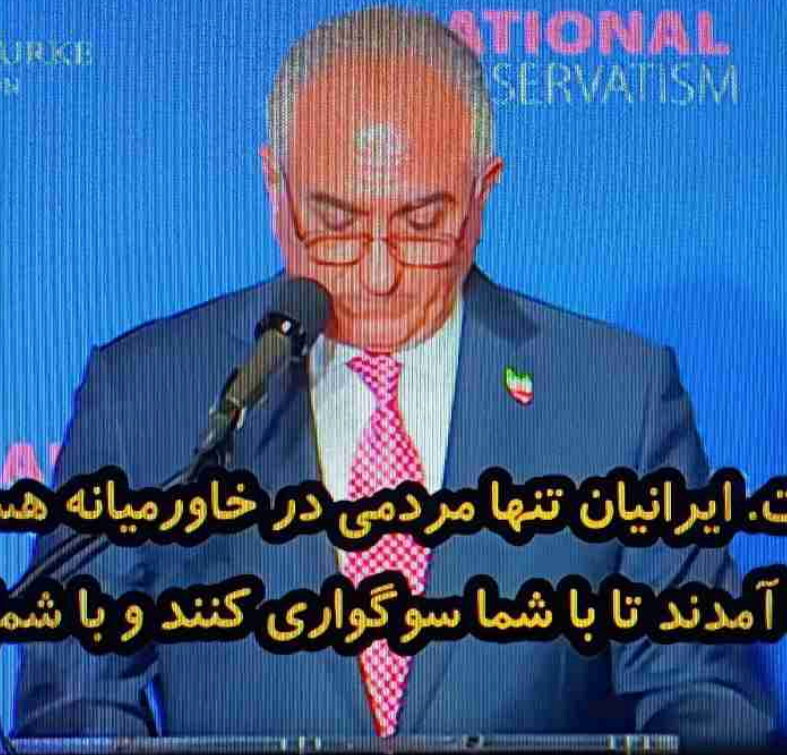 URKE
ATIONAL
SERVATISM
ت. ایرانیان تنها مردمی در خاورمیانه هس
آمدند تا با شما سوگواری کنند و با شم